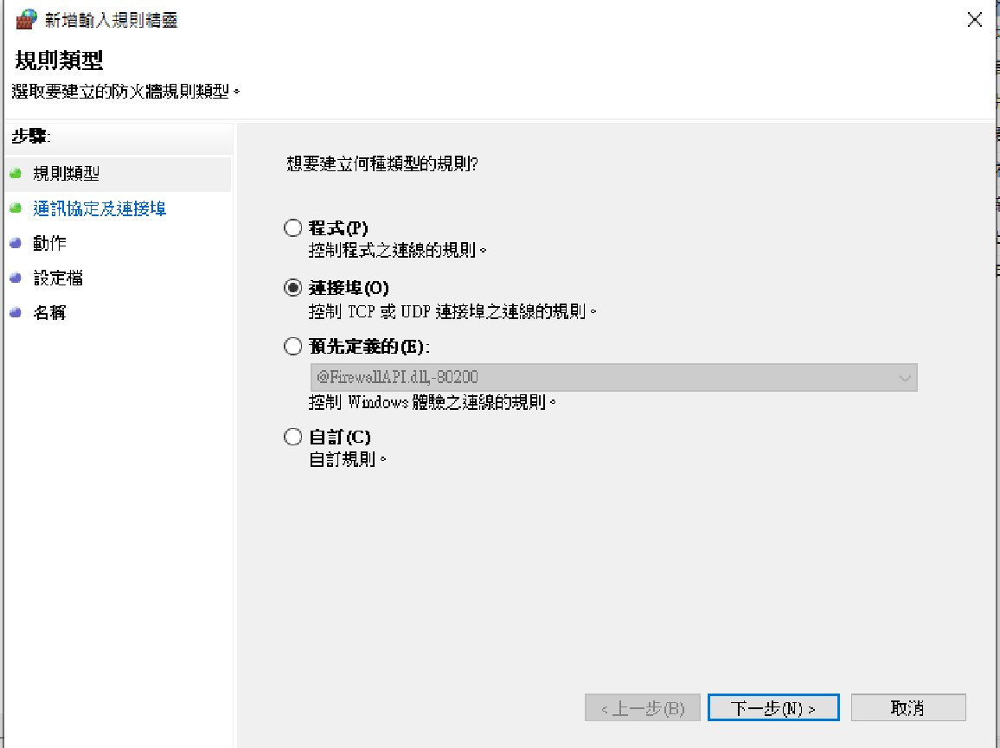 新增輸入規則精靈
規則類型
選取要建立的防火牆規則類型。
步驟:
規則類型
通訊協定及連接埠
動作
設定檔
名稱
想要建立何種類型的規則?
程式(P)
控制程式之連線的規則。
連接埠(O)
控制 TCP 或 UDP 連接埠之連線的規則。
預先定義的(E):
@FirewallAPI.dll,-80200
控制 Windows 體驗之連線的規則。
自訂(C)
自訂規則。
< 上一步(B)
下一步(N) >
取消